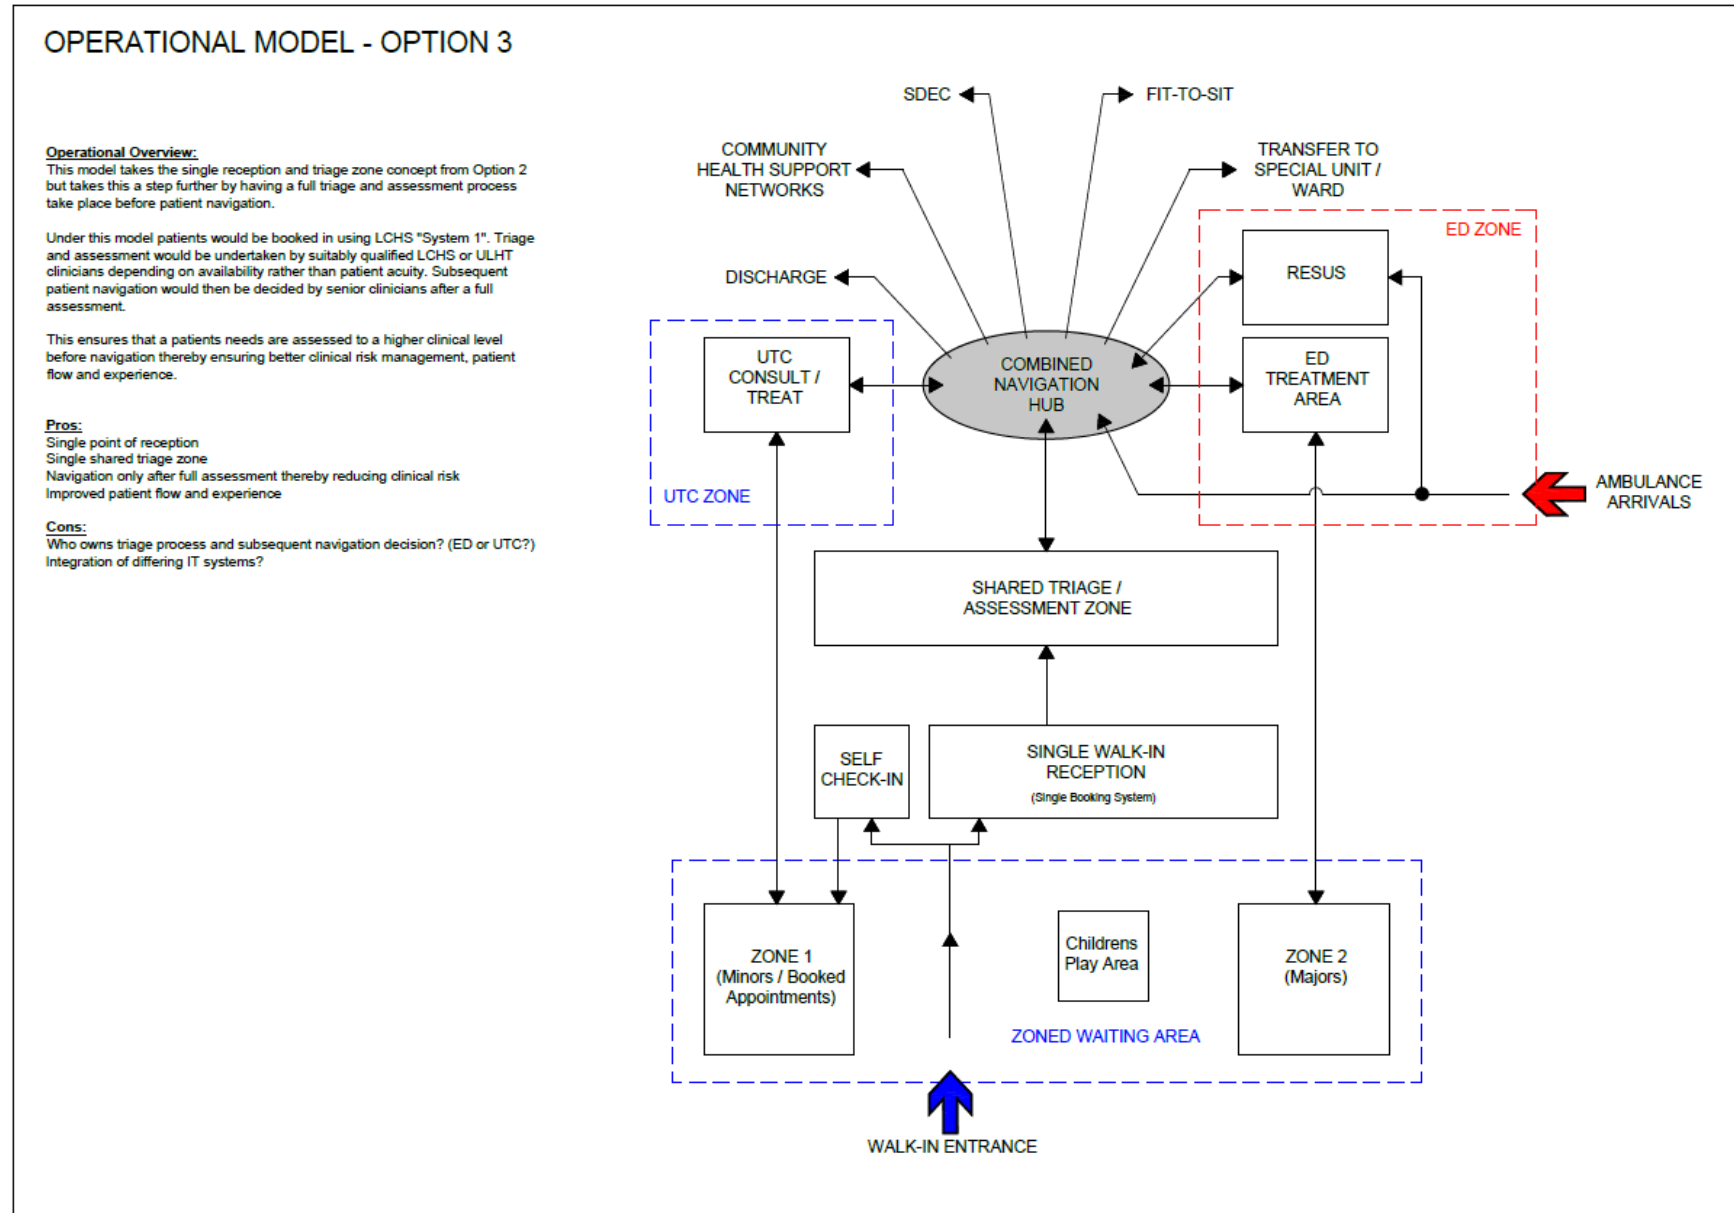 OPERATIONAL MODEL - OPTION 3
Operational Overview:
This model takes the single reception and triage zone concept from Option 2
but takes this a step further by having a full triage and assessment process
take place before patient navigation.
Under this model patients would be booked in using LCHS "System 1". Triage
and assessment would be undertaken by suitably qualified LCHS or ULHT
clinicians depending on availability rather than patient acuity. Subsequent
patient navigation would then be decided by senior clinicians after a full
assessment.
This ensures that a patients needs are assessed to a higher clinical level
before navigation thereby ensuring better clinical risk management, patient
flow and experience.
Pros:
Single point of reception
Single shared triage zone
Navigation only after full assessment thereby reducing clinical risk
Improved patient flow and experience
Cons:
Who owns triage process and subsequent navigation decision? (ED or UTC?)
Integration of differing IT systems?
SDEC
FIT-TO-SIT
COMMUNITY
HEALTH SUPPORT
NETWORKS
TRANSFER TO
SPECIAL UNIT /
WARD
ED ZONE
DISCHARGE
RESUS
UTC
CONSULT /
TREAT
COMBINED
NAVIGATION
HUB
ED
TREATMENT
AREA
UTC ZONE
AMBULANCE
ARRIVALS
SHARED TRIAGE /
ASSESSMENT ZONE
SELF
CHECK-IN
SINGLE WALK-IN
RECEPTION
(Single Booking System)
ZONE 1
(Minors / Booked
Appointments)
Childrens
Play Area
ZONE 2
(Majors)
ZONED WAITING AREA
WALK-IN ENTRANCE